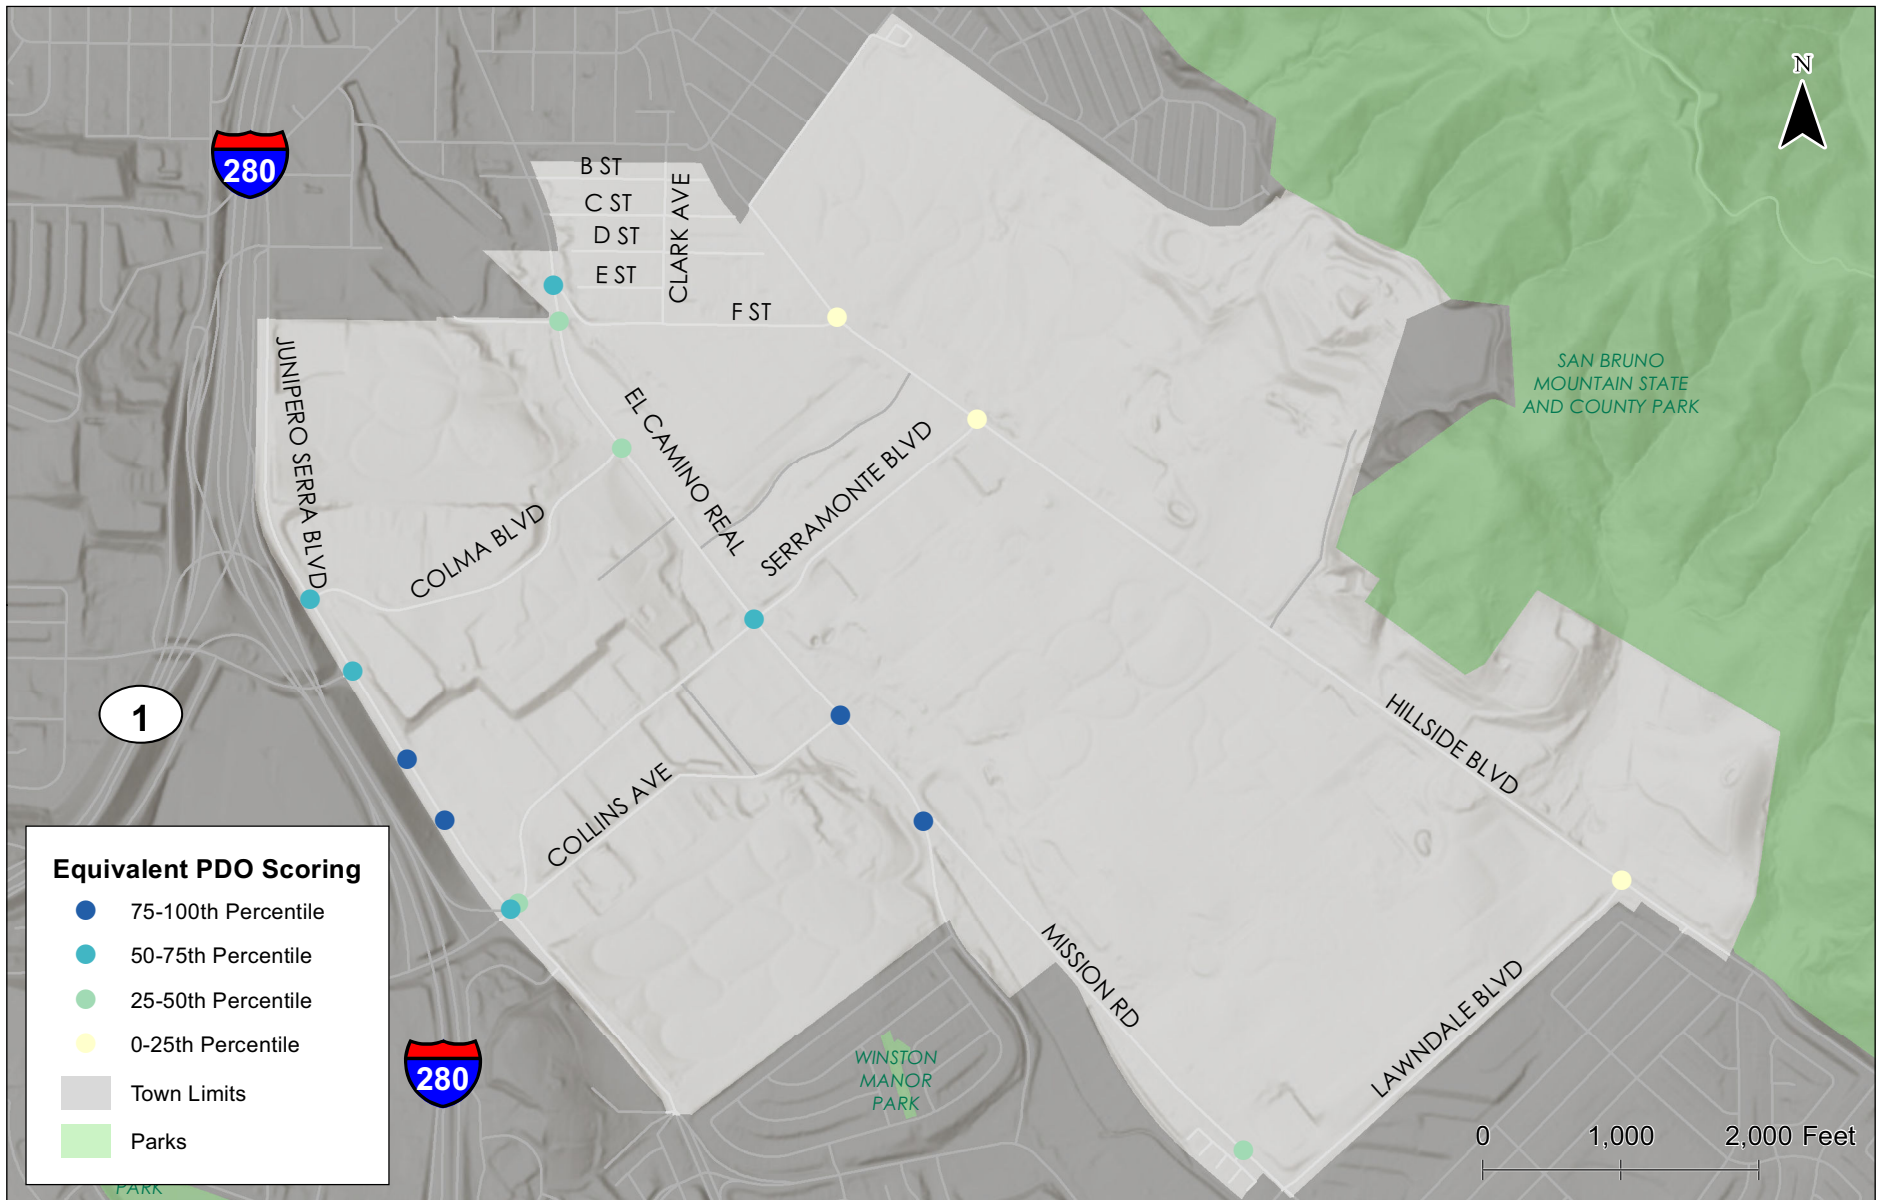 N
280
B ST
C ST
D ST
E ST
CLARK AVE
F ST
JUNIPERO SERRA BLVD
EL CAMINO REAL
SERRAMONTE BLVD
COLMA BLVD
SAN BRUNO
MOUNTAIN STATE
AND COUNTY PARK
1
COLLINS AVE
HILLSIDE BLVD
MISSION RD
LAWNDALE BLVD
WINSTON
MANOR
PARK
280
Equivalent PDO Scoring
75-100th Percentile
50-75th Percentile
25-50th Percentile
0-25th Percentile
Town Limits
Parks
PARK
0 1,000 2,000 Feet